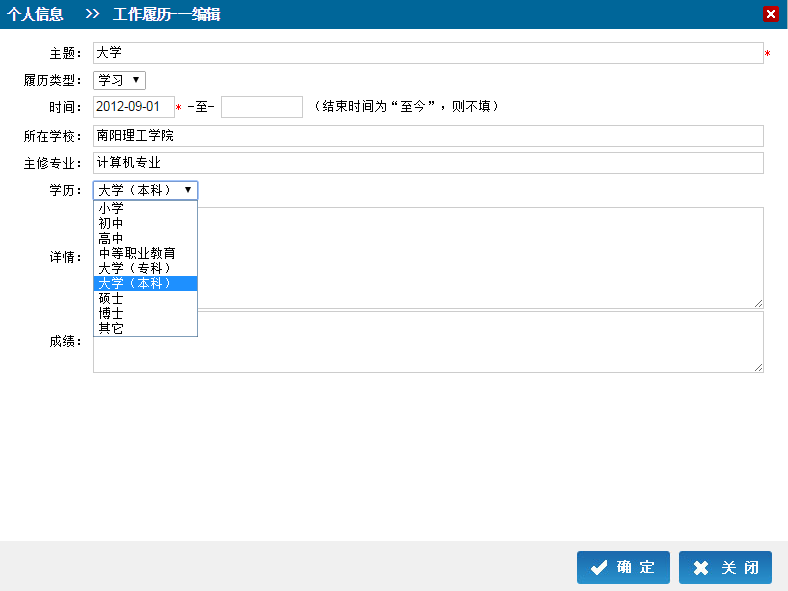 个人信息 >> 工作履历——编辑
主题： 大学 *
履历类型： 学习
时间： 2012-09-01 * -至- （结束时间为“至今”，则不填）
所在学校： 南阳理工学院
主修专业： 计算机专业
学历： 大学（本科）
小学
初中
高中
中等职业教育
大学（专科）
大学（本科）
硕士
博士
其它
详情：
成绩：
确 定 关 闭